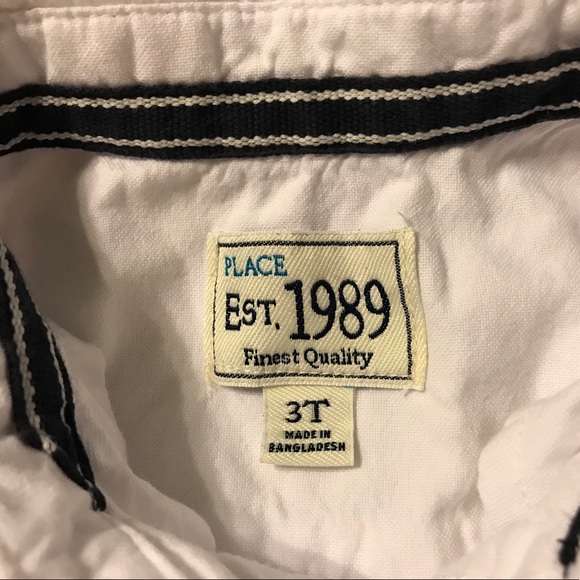 PLACE
EST. 1989
Finest Quality
3T
MADE IN
BANGLADESH